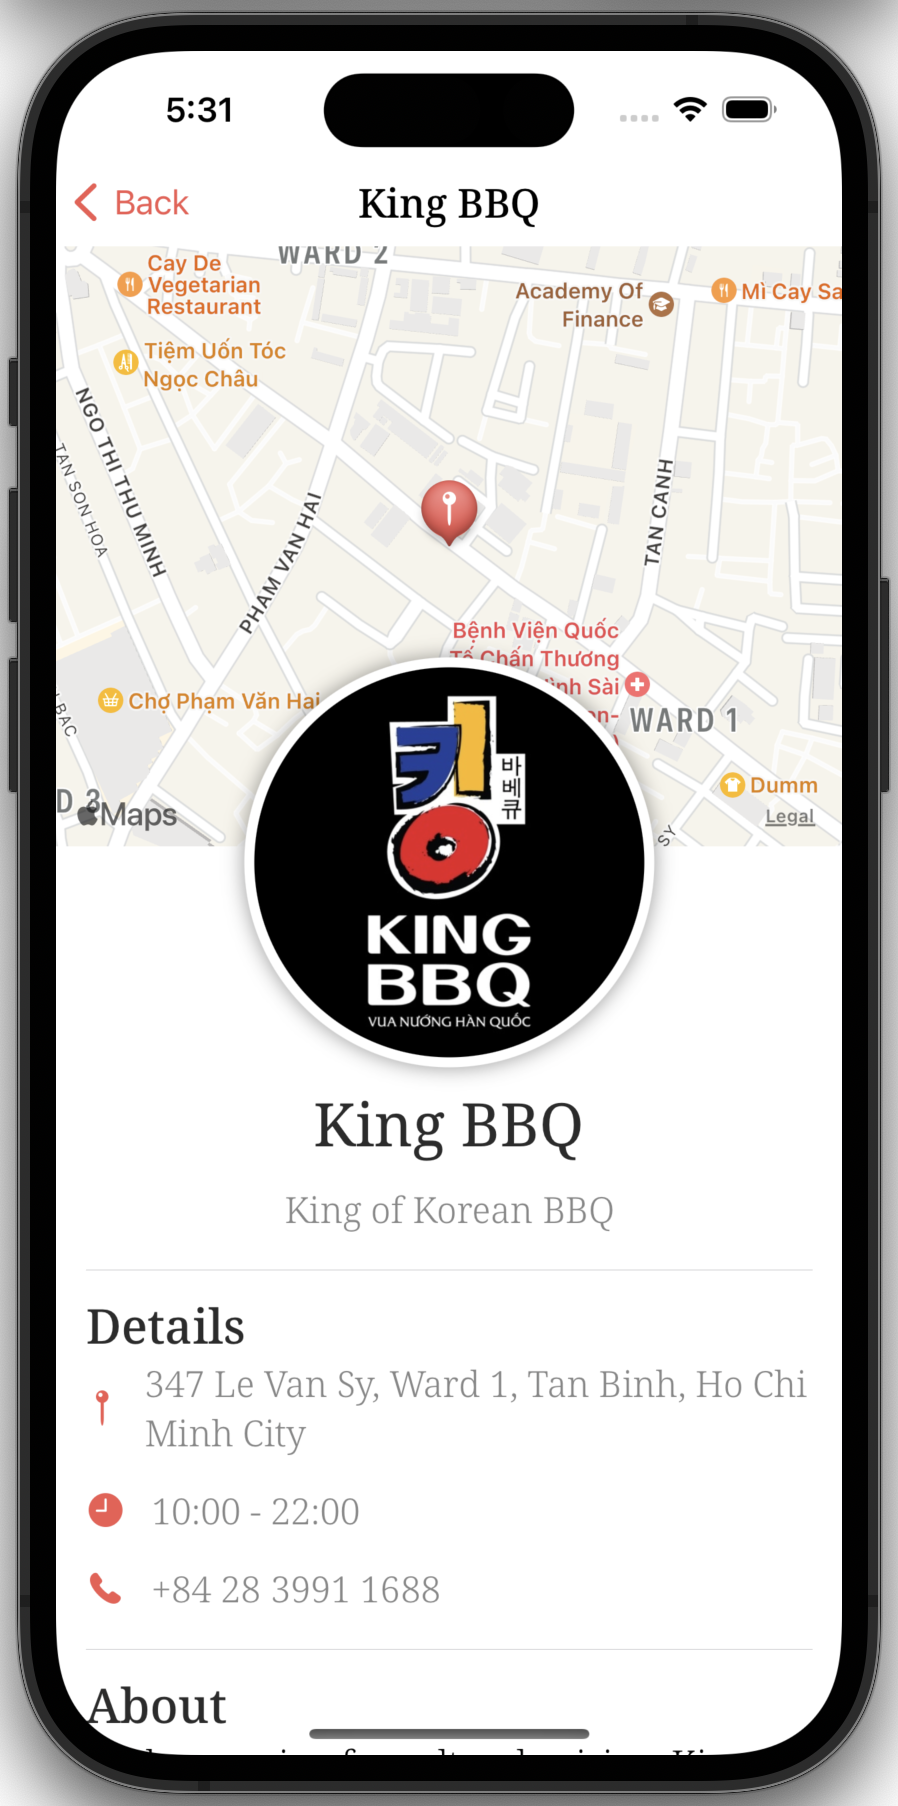 5:31
Back
King BBQ
WARD 2
Cay De
Vegetarian
Restaurant
Academy Of
Finance
Mì Cay Sa
Tiệm Uốn Tóc
Ngọc Châu
NGO THI THU MINH
TAN SON HOA
PHAM VAN HAI
TAN CANH
Bệnh Viện Quốc
Tế Chấn Thương
ình Sài
on-
Chợ Phạm Văn Hai
WARD 1
BAC
D 3
Maps
Dumm
Legal
SY
키
ㅇ
바
베
큐
KING
BBQ
VUA NƯỚNG HÀN QUỐC
King BBQ
King of Korean BBQ
Details
347 Le Van Sy, Ward 1, Tan Binh, Ho Chi
Minh City
10:00 - 22:00
+84 28 3991 1688
About